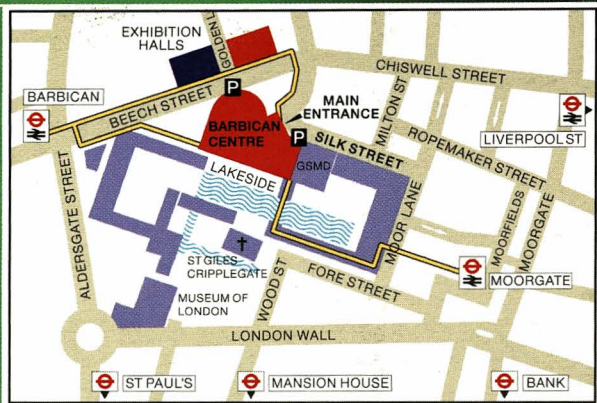 EXHIBITION
HALLS
GOLDEN L
CHISWELL STREET
BARBICAN
BEECH STREET
P
MAIN
ENTRANCE
MILTON ST
LIVERPOOL ST
BARBICAN
CENTRE
P
SILK STREET
ROPEMAKER STREET
GSMD
LAKESIDE
ALDERSGATE STREET
MOOR LANE
MOORFIELDS
MOORGATE
ST GILES
CRIPPLEGATE
WOOD ST
FORE STREET
MOORGATE
MUSEUM OF
LONDON
LONDON WALL
ST PAUL'S
MANSION HOUSE
BANK